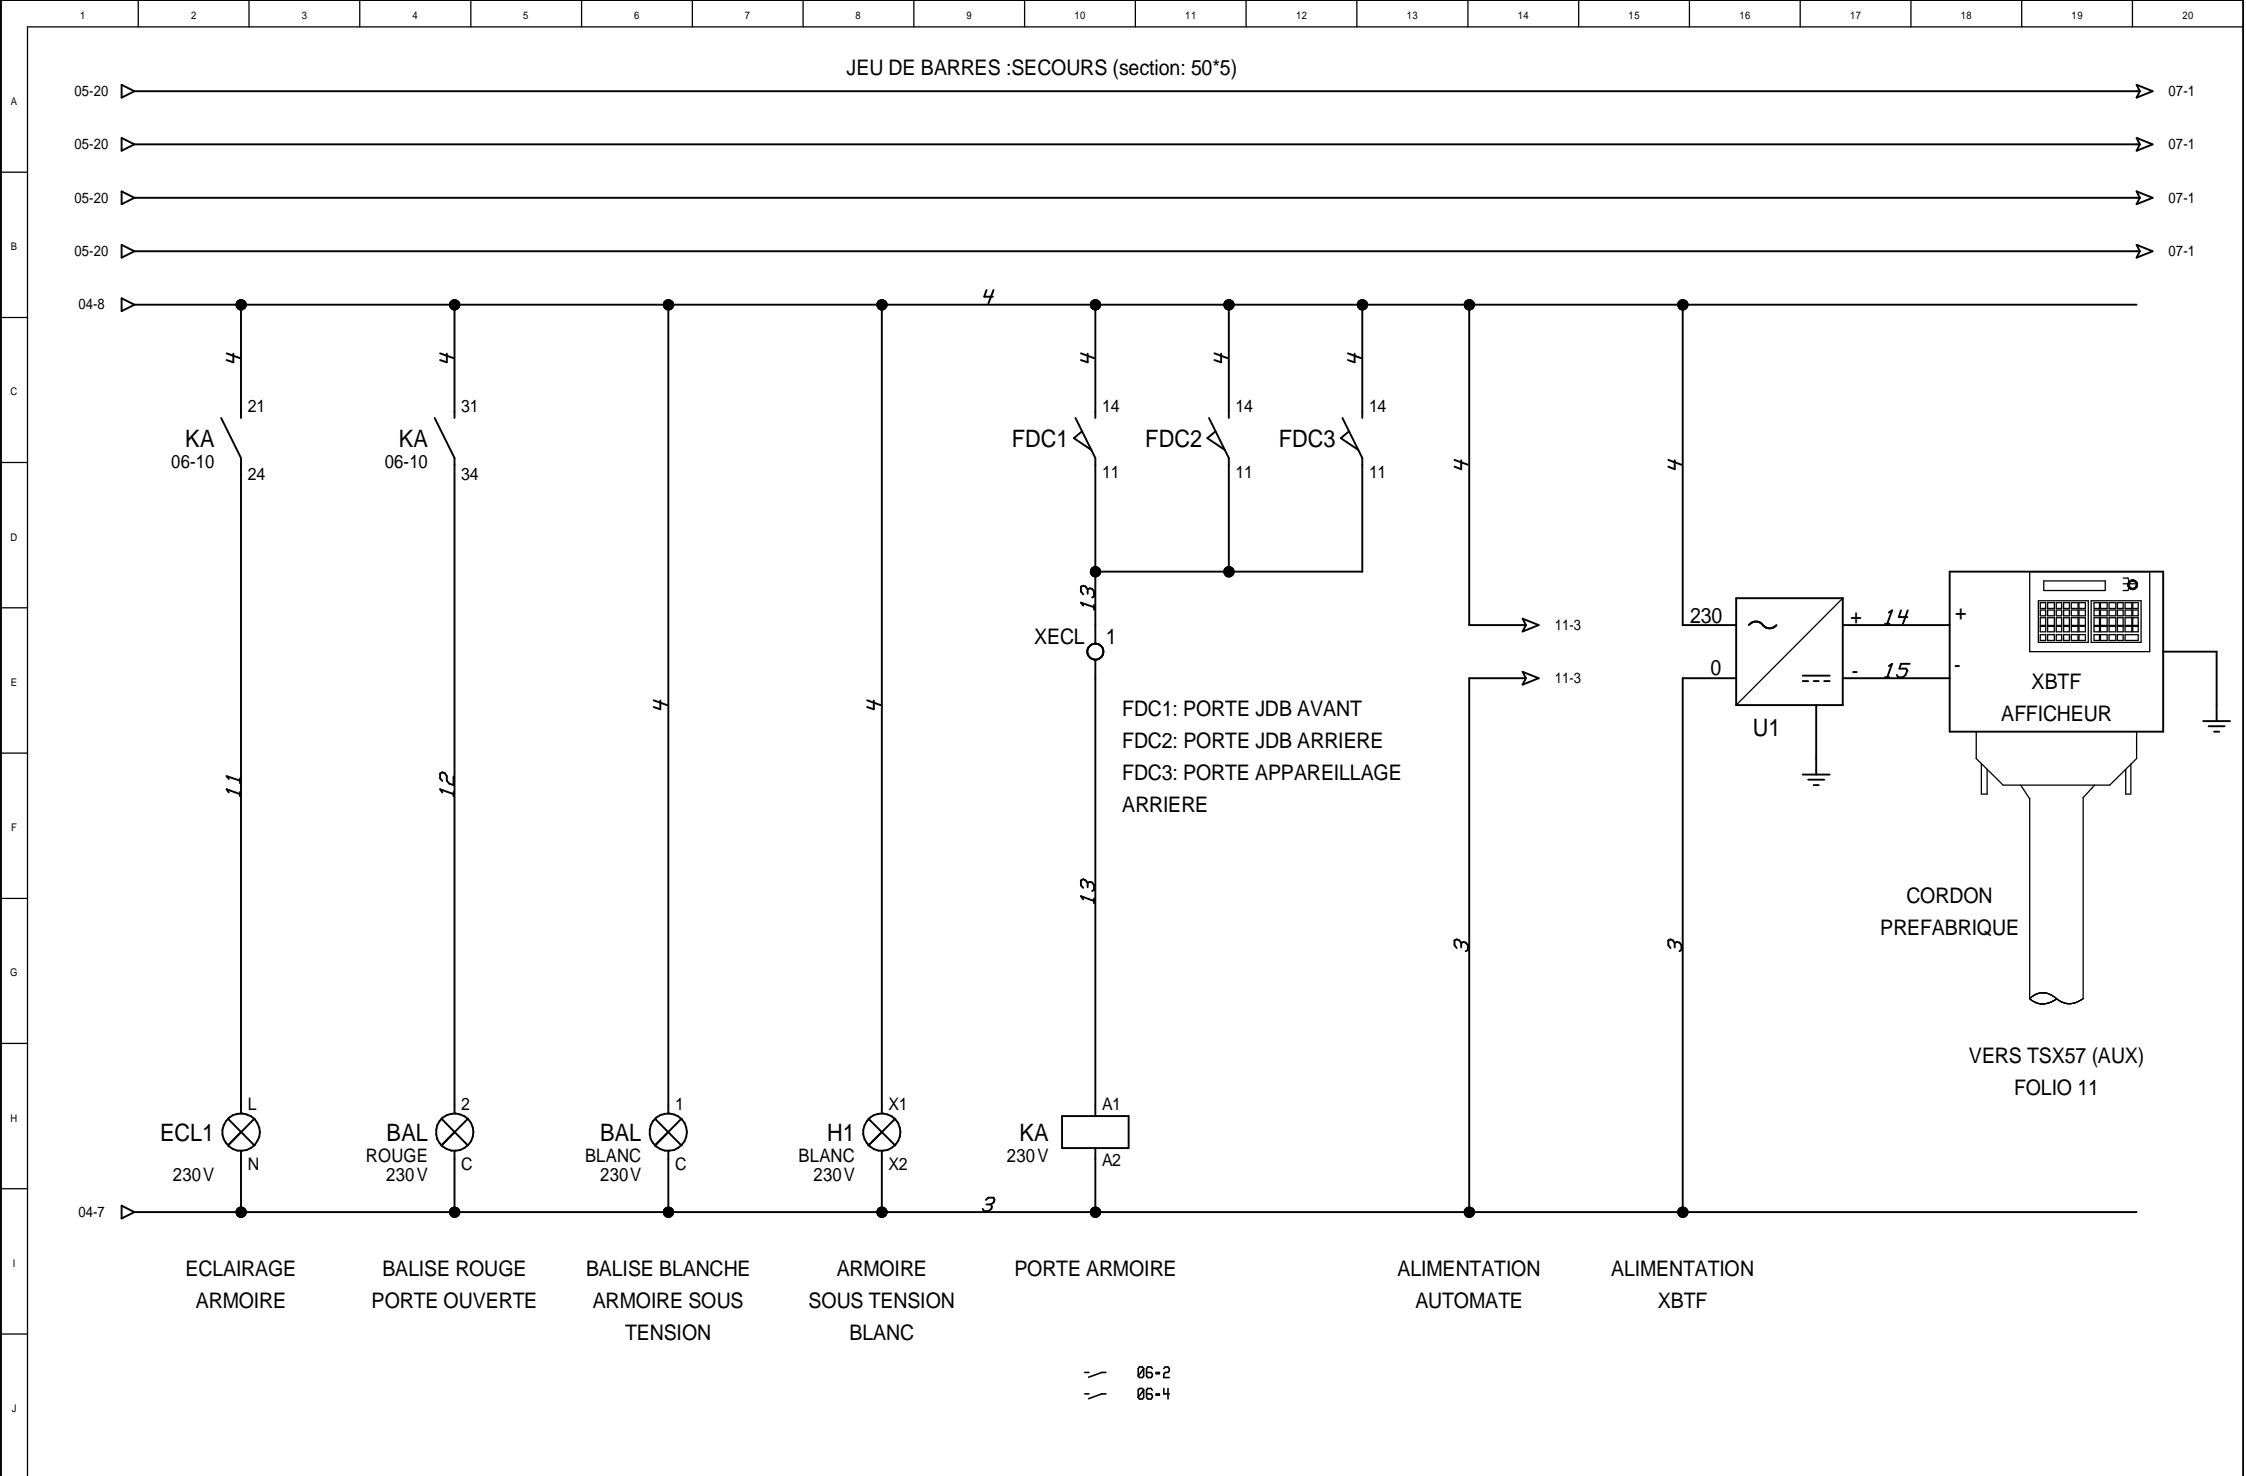 1 2 3 4 5 6 7 8 9 10 11 12 13 14 15 16 17 18 19 20
JEU DE BARRES :SECOURS (section: 50*5)
A
05-20 07-1
05-20 07-1
05-20 07-1
B
05-20 07-1
04-8 4
4 4 4 4 4
C
21 31 14 14 14
KA KA FDC1 FDC2 FDC3
06-10 06-10
24 34 11 11 11
4 4
D
13
XECL 1
11-3
230 + 14 +
E
11-3
0 - 15 -
XBTF
AFFICHEUR
U1
4 4
FDC1: PORTE JDB AVANT
FDC2: PORTE JDB ARRIERE
FDC3: PORTE APPAREILLAGE
ARRIERE
11 12
F
13
CORDON
PREFABRIQUE
3 3
G
VERS TSX57 (AUX)
FOLIO 11
H
L 2 1 X1 A1
ECL1 BAL BAL H1 KA
ROUGE BLANC BLANC 230 V
230 V 230 V 230 V 230 V
N C C X2 A2
04-7 3
I
ECLAIRAGE
ARMOIRE
BALISE ROUGE
PORTE OUVERTE
BALISE BLANCHE
ARMOIRE SOUS
TENSION
ARMOIRE
SOUS TENSION
BLANC
PORTE ARMOIRE
ALIMENTATION
AUTOMATE
ALIMENTATION
XBTF
06-2
06-4
J